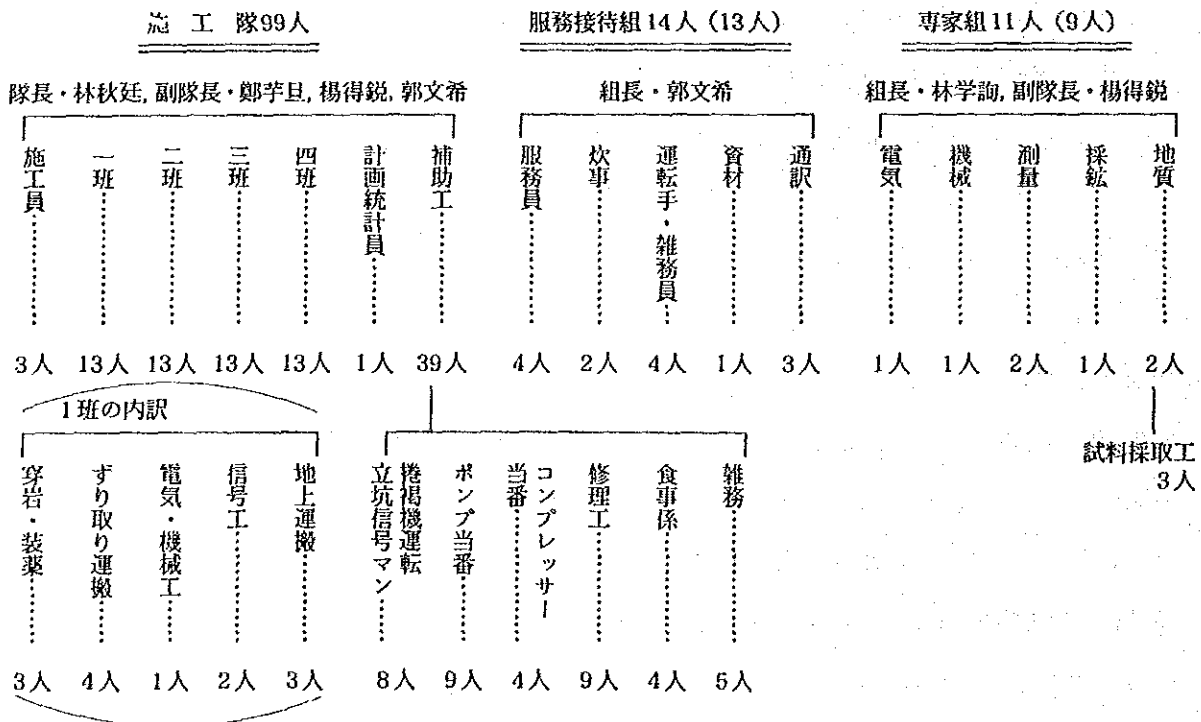 施工隊99人
服務接待組14人(13人)
専家組11人(9人)
隊長・林秋廷, 副隊長・鄭芋旦, 楊得鋭, 郭文希
組長・郭文希
組長・林学詢, 副隊長・楊得鋭
施工員……3人
一班……13人
二班……13人
三班……13人
四班……13人
計画統計員……1人
補助工……39人
服務員……4人
炊事……2人
運転手・雑務員……4人
資材……1人
通訳……3人
電気……1人
機械……1人
測量……2人
採鉱……1人
地質……2人
1班の内訳
穿岩・装薬……3人
ずり取り運搬……4人
電気・機械工……1人
信号工……2人
地上運搬……3人
捲揚機運転
立坑信号マン……8人
ポンプ当番……9人
コンプレッサー
当番……4人
修理工……9人
食事係……4人
雑務……5人
試料採取工
3人